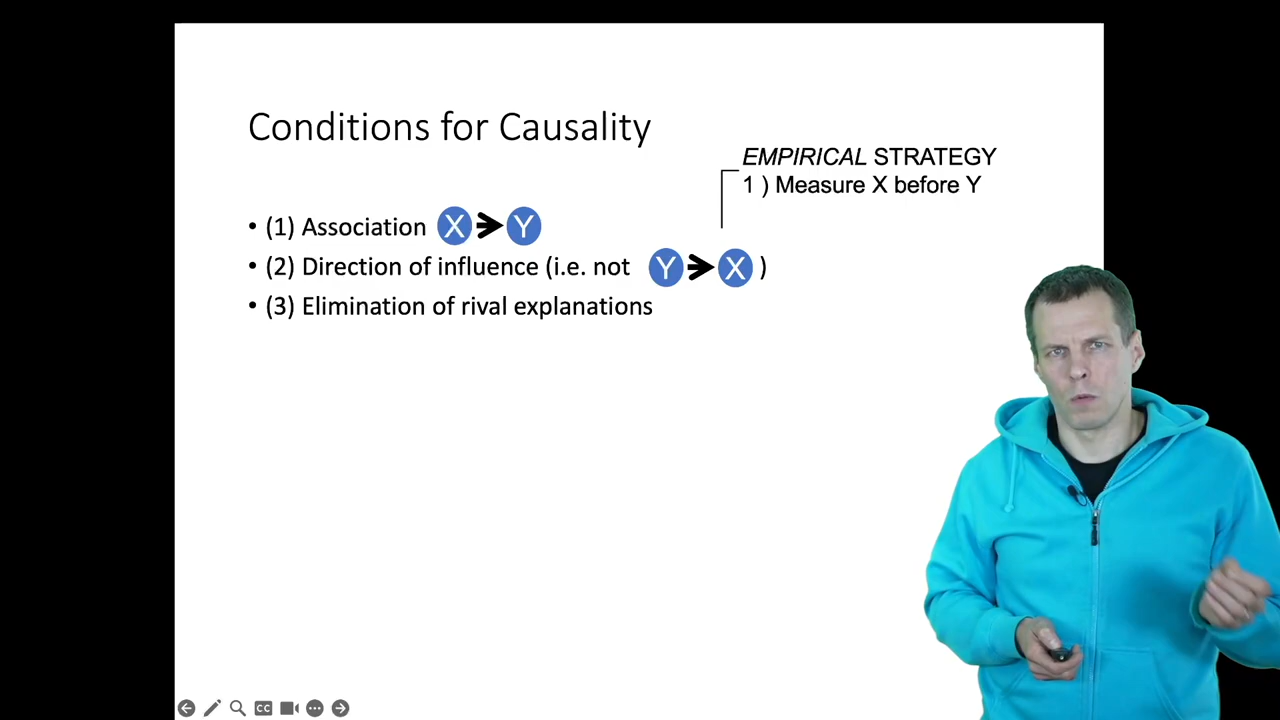 Conditions for Causality
EMPIRICAL STRATEGY
1 ) Measure X before Y
• (1) Association X Y
• (2) Direction of influence (i.e. not Y X )
• (3) Elimination of rival explanations
CC